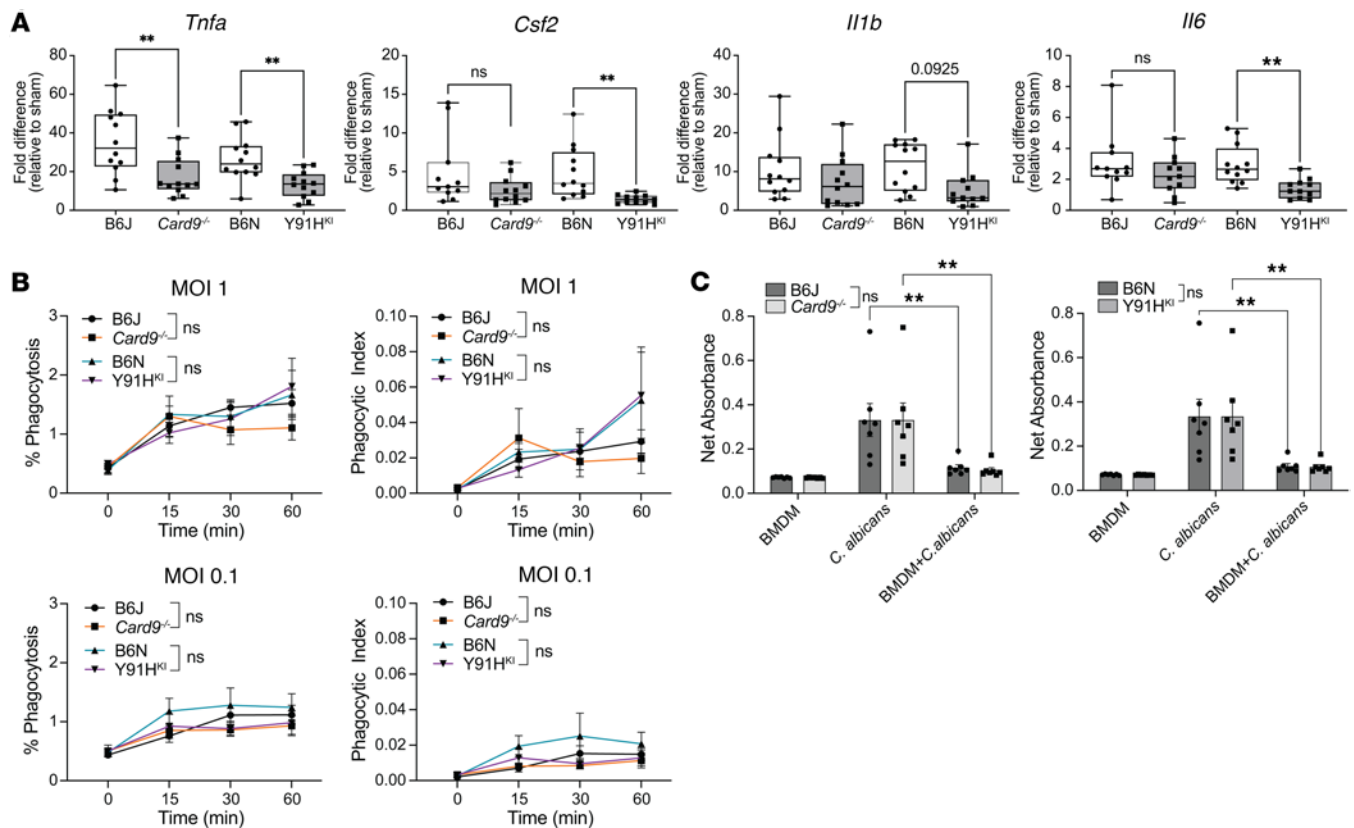 A
Tnfa
Fold difference
(relative to sham)
80
60
40
20
0
**
**
B6J
Card9-/-
B6N
Y91HKI
Csf2
Fold difference
(relative to sham)
20
15
10
5
0
ns
**
B6J
Card9-/-
B6N
Y91HKI
Il1b
Fold difference
(relative to sham)
40
30
20
10
0
0.0925
B6J
Card9-/-
B6N
Y91HKI
Il6
Fold difference
(relative to sham)
10
8
6
4
2
0
ns
**
B6J
Card9-/-
B6N
Y91HKI
B
MOI 1
% Phagocytosis
3
2
1
0
B6J
Card9-/-
ns
B6N
Y91HKI
ns
0 15 30 60
Time (min)
MOI 1
Phagocytic Index
0.10
0.08
0.06
0.04
0.02
0.00
B6J
Card9-/-
ns
B6N
Y91HKI
ns
0 15 30 60
Time (min)
MOI 0.1
% Phagocytosis
3
2
1
0
B6J
Card9-/-
ns
B6N
Y91HKI
ns
0 15 30 60
Time (min)
MOI 0.1
Phagocytic Index
0.10
0.08
0.06
0.04
0.02
0.00
B6J
Card9-/-
ns
B6N
Y91HKI
ns
0 15 30 60
Time (min)
C
Net Absorbance
0.8
0.6
0.4
0.2
0.0
B6J
Card9-/-
ns
**
**
BMDM
C. albicans
BMDM+C. albicans
Net Absorbance
0.8
0.6
0.4
0.2
0.0
B6N
Y91HKI
ns
**
**
BMDM
C. albicans
BMDM+C. albicans